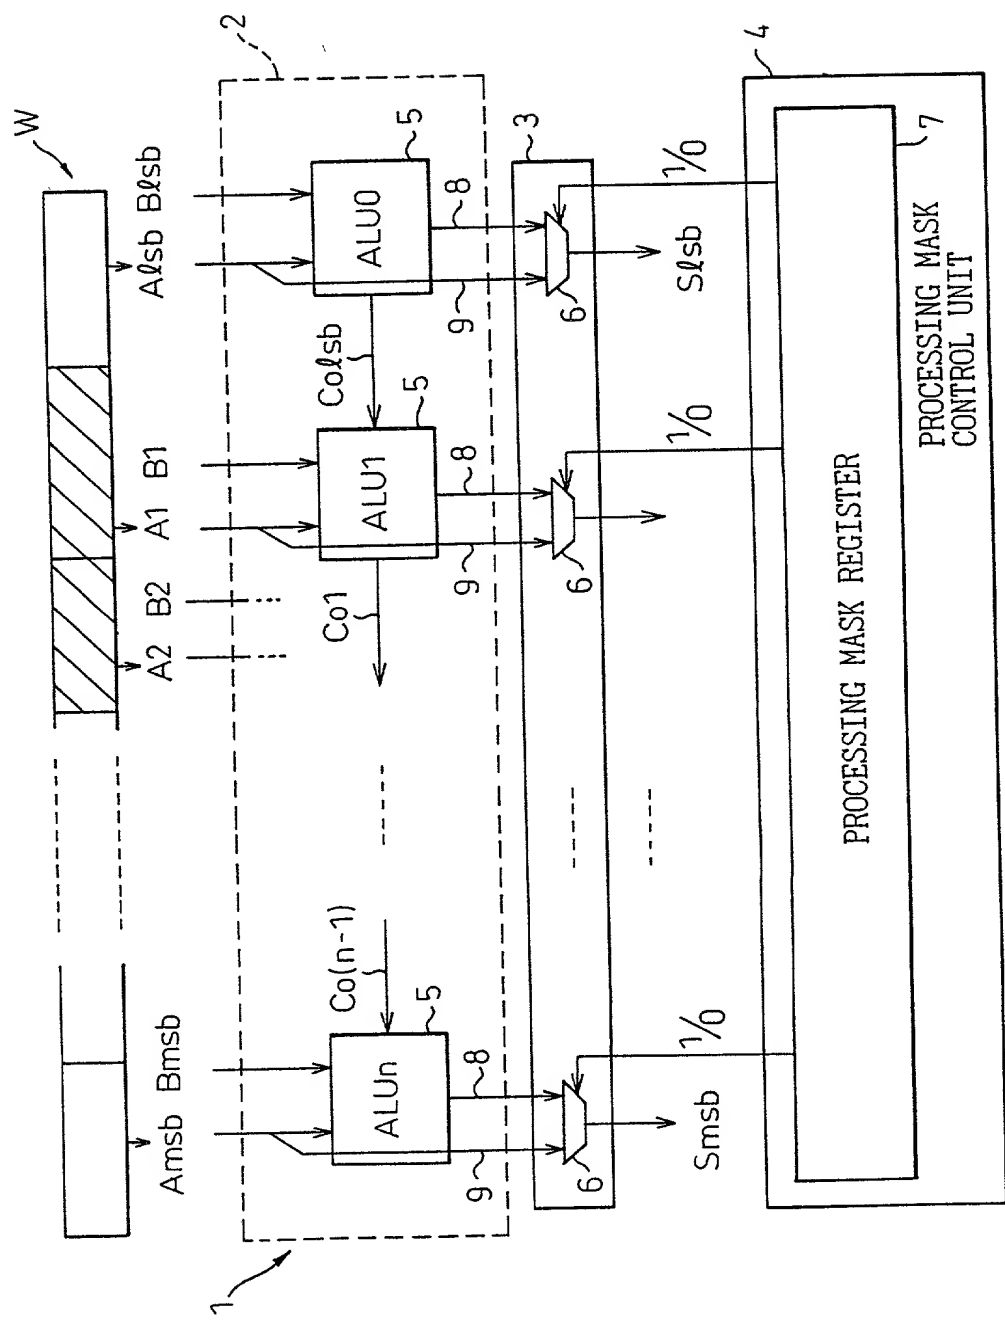 W
Amsb Bmsb
A2 B2
A1 B1
Aℓsb Bℓsb
1
2
Co(n-1)
Co1
Coℓsb
ALUn
5
ALU1
5
ALU0
5
9
8
9
8
9
8
3
6
6
6
Smsb
1/0
1/0
Sℓsb
1/0
4
PROCESSING MASK REGISTER
7
PROCESSING MASK
CONTROL UNIT